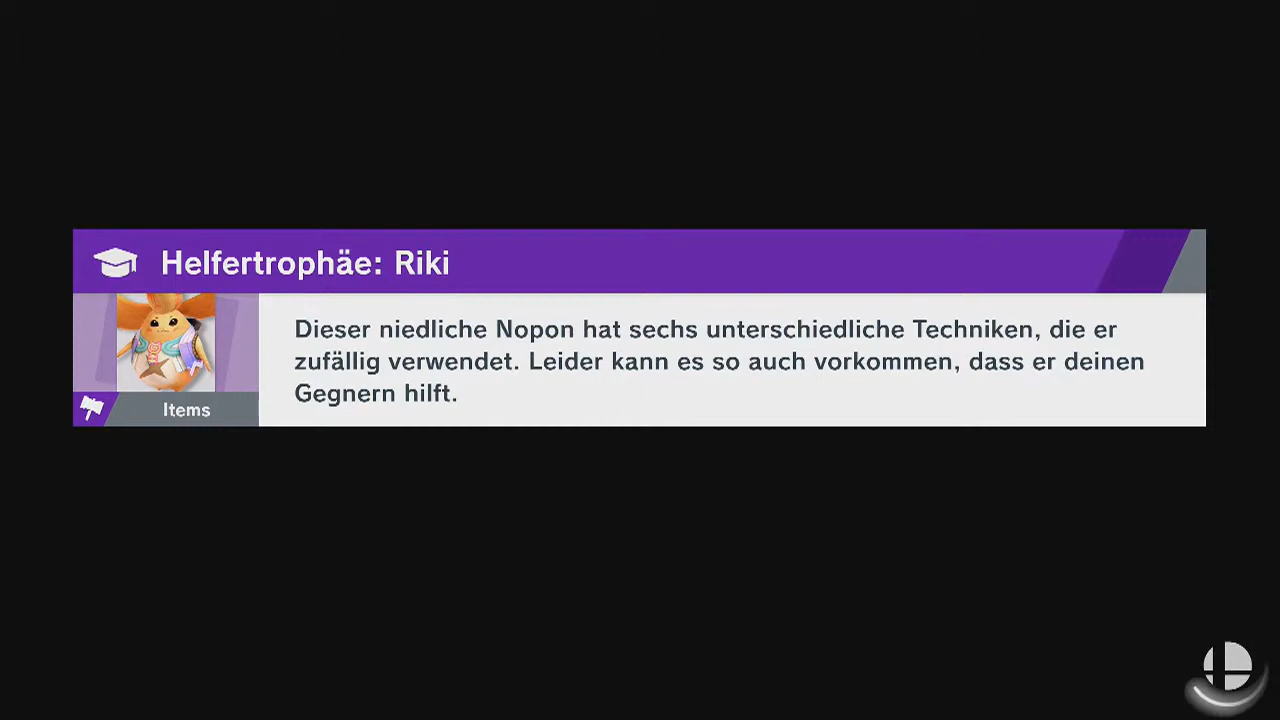 Helfertrophäe: Riki
Dieser niedliche Nopon hat sechs unterschiedliche Techniken, die er
zufällig verwendet. Leider kann es so auch vorkommen, dass er deinen
Gegnern hilft.
Items